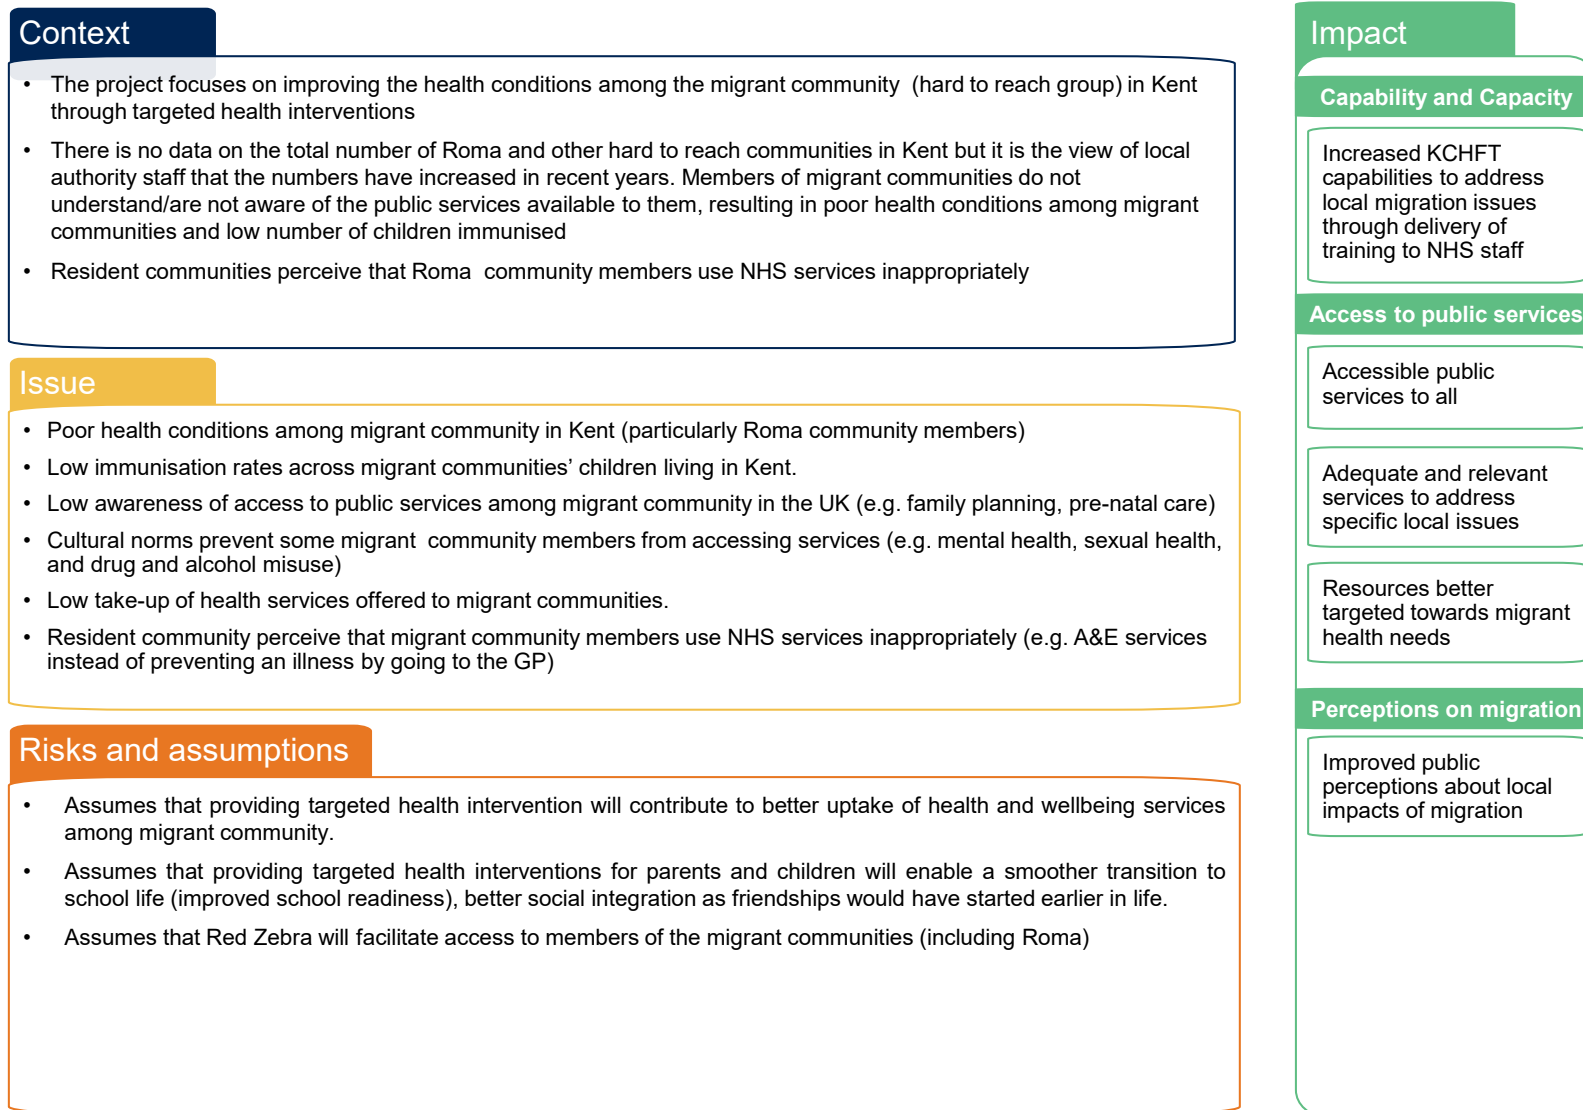 Context
• The project focuses on improving the health conditions among the migrant community (hard to reach group) in Kent
through targeted health interventions
• There is no data on the total number of Roma and other hard to reach communities in Kent but it is the view of local
authority staff that the numbers have increased in recent years. Members of migrant communities do not
understand/are not aware of the public services available to them, resulting in poor health conditions among migrant
communities and low number of children immunised
• Resident communities perceive that Roma community members use NHS services inappropriately
Issue
• Poor health conditions among migrant community in Kent (particularly Roma community members)
• Low immunisation rates across migrant communities’ children living in Kent.
• Low awareness of access to public services among migrant community in the UK (e.g. family planning, pre-natal care)
• Cultural norms prevent some migrant community members from accessing services (e.g. mental health, sexual health,
and drug and alcohol misuse)
• Low take-up of health services offered to migrant communities.
• Resident community perceive that migrant community members use NHS services inappropriately (e.g. A&E services
instead of preventing an illness by going to the GP)
Risks and assumptions
• Assumes that providing targeted health intervention will contribute to better uptake of health and wellbeing services
among migrant community.
• Assumes that providing targeted health interventions for parents and children will enable a smoother transition to
school life (improved school readiness), better social integration as friendships would have started earlier in life.
• Assumes that Red Zebra will facilitate access to members of the migrant communities (including Roma)
Impact
Capability and Capacity
Increased KCHFT
capabilities to address
local migration issues
through delivery of
training to NHS staff
Access to public services
Accessible public
services to all
Adequate and relevant
services to address
specific local issues
Resources better
targeted towards migrant
health needs
Perceptions on migration
Improved public
perceptions about local
impacts of migration